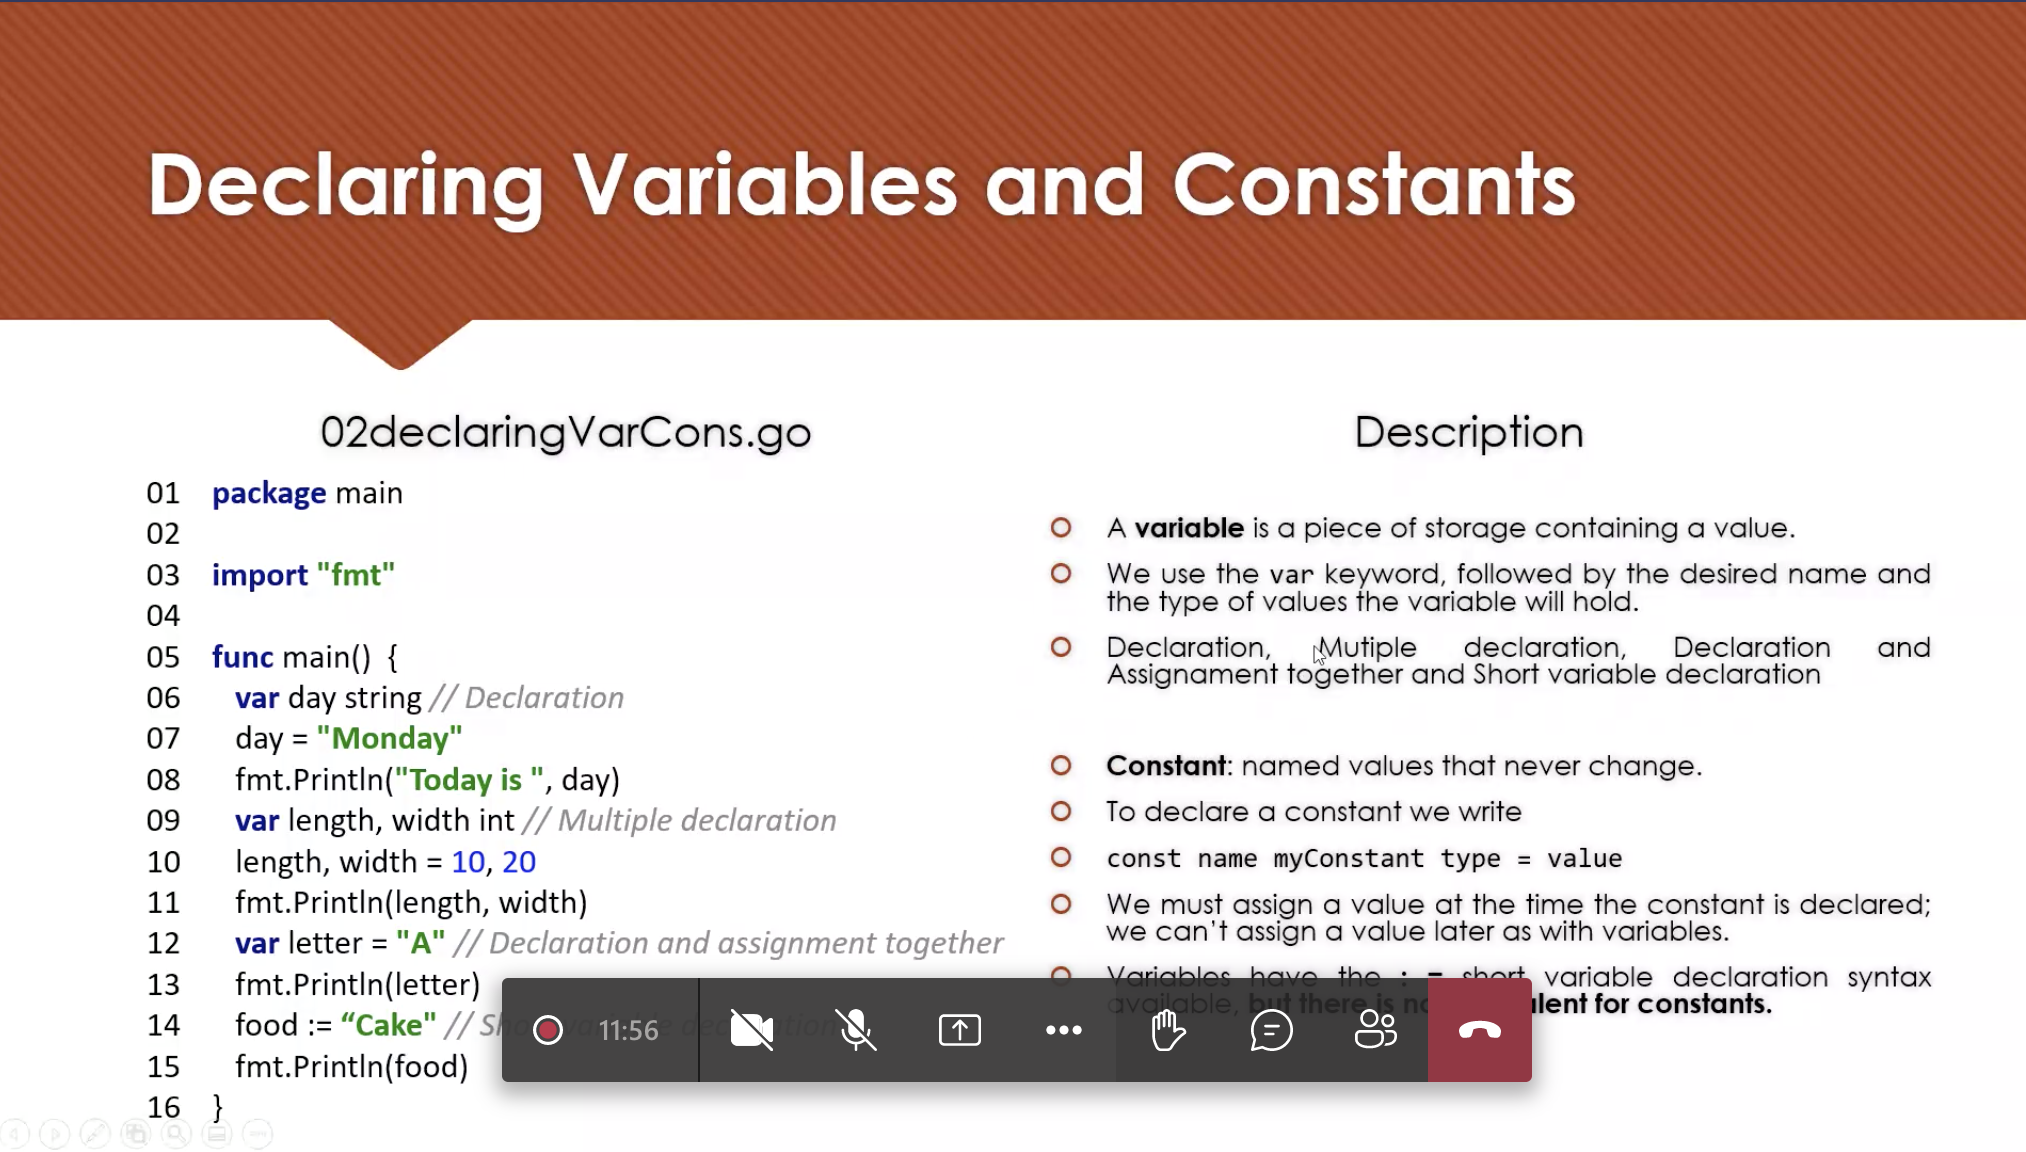 Declaring Variables and Constants
02declaringVarCons.go
01 package main
02
03 import "fmt"
04
05 func main() {
06 var day string // Declaration
07 day = "Monday"
08 fmt.Println("Today is ", day)
09 var length, width int // Multiple declaration
10 length, width = 10, 20
11 fmt.Println(length, width)
12 var letter = "A" // Declaration and assignment together
13 fmt.Println(letter)
14 food := “Cake" //
15 fmt.Println(food)
16 }
Description
A variable is a piece of storage containing a value.
We use the var keyword, followed by the desired name and
the type of values the variable will hold.
Declaration, Mutiple declaration, Declaration and
Assignament together and Short variable declaration
Constant: named values that never change.
To declare a constant we write
const name myConstant type = value
We must assign a value at the time the constant is declared;
we can’t assign a value later as with variables.
Variables have the := short variable declaration syntax
available, but there is for constants.
11:56